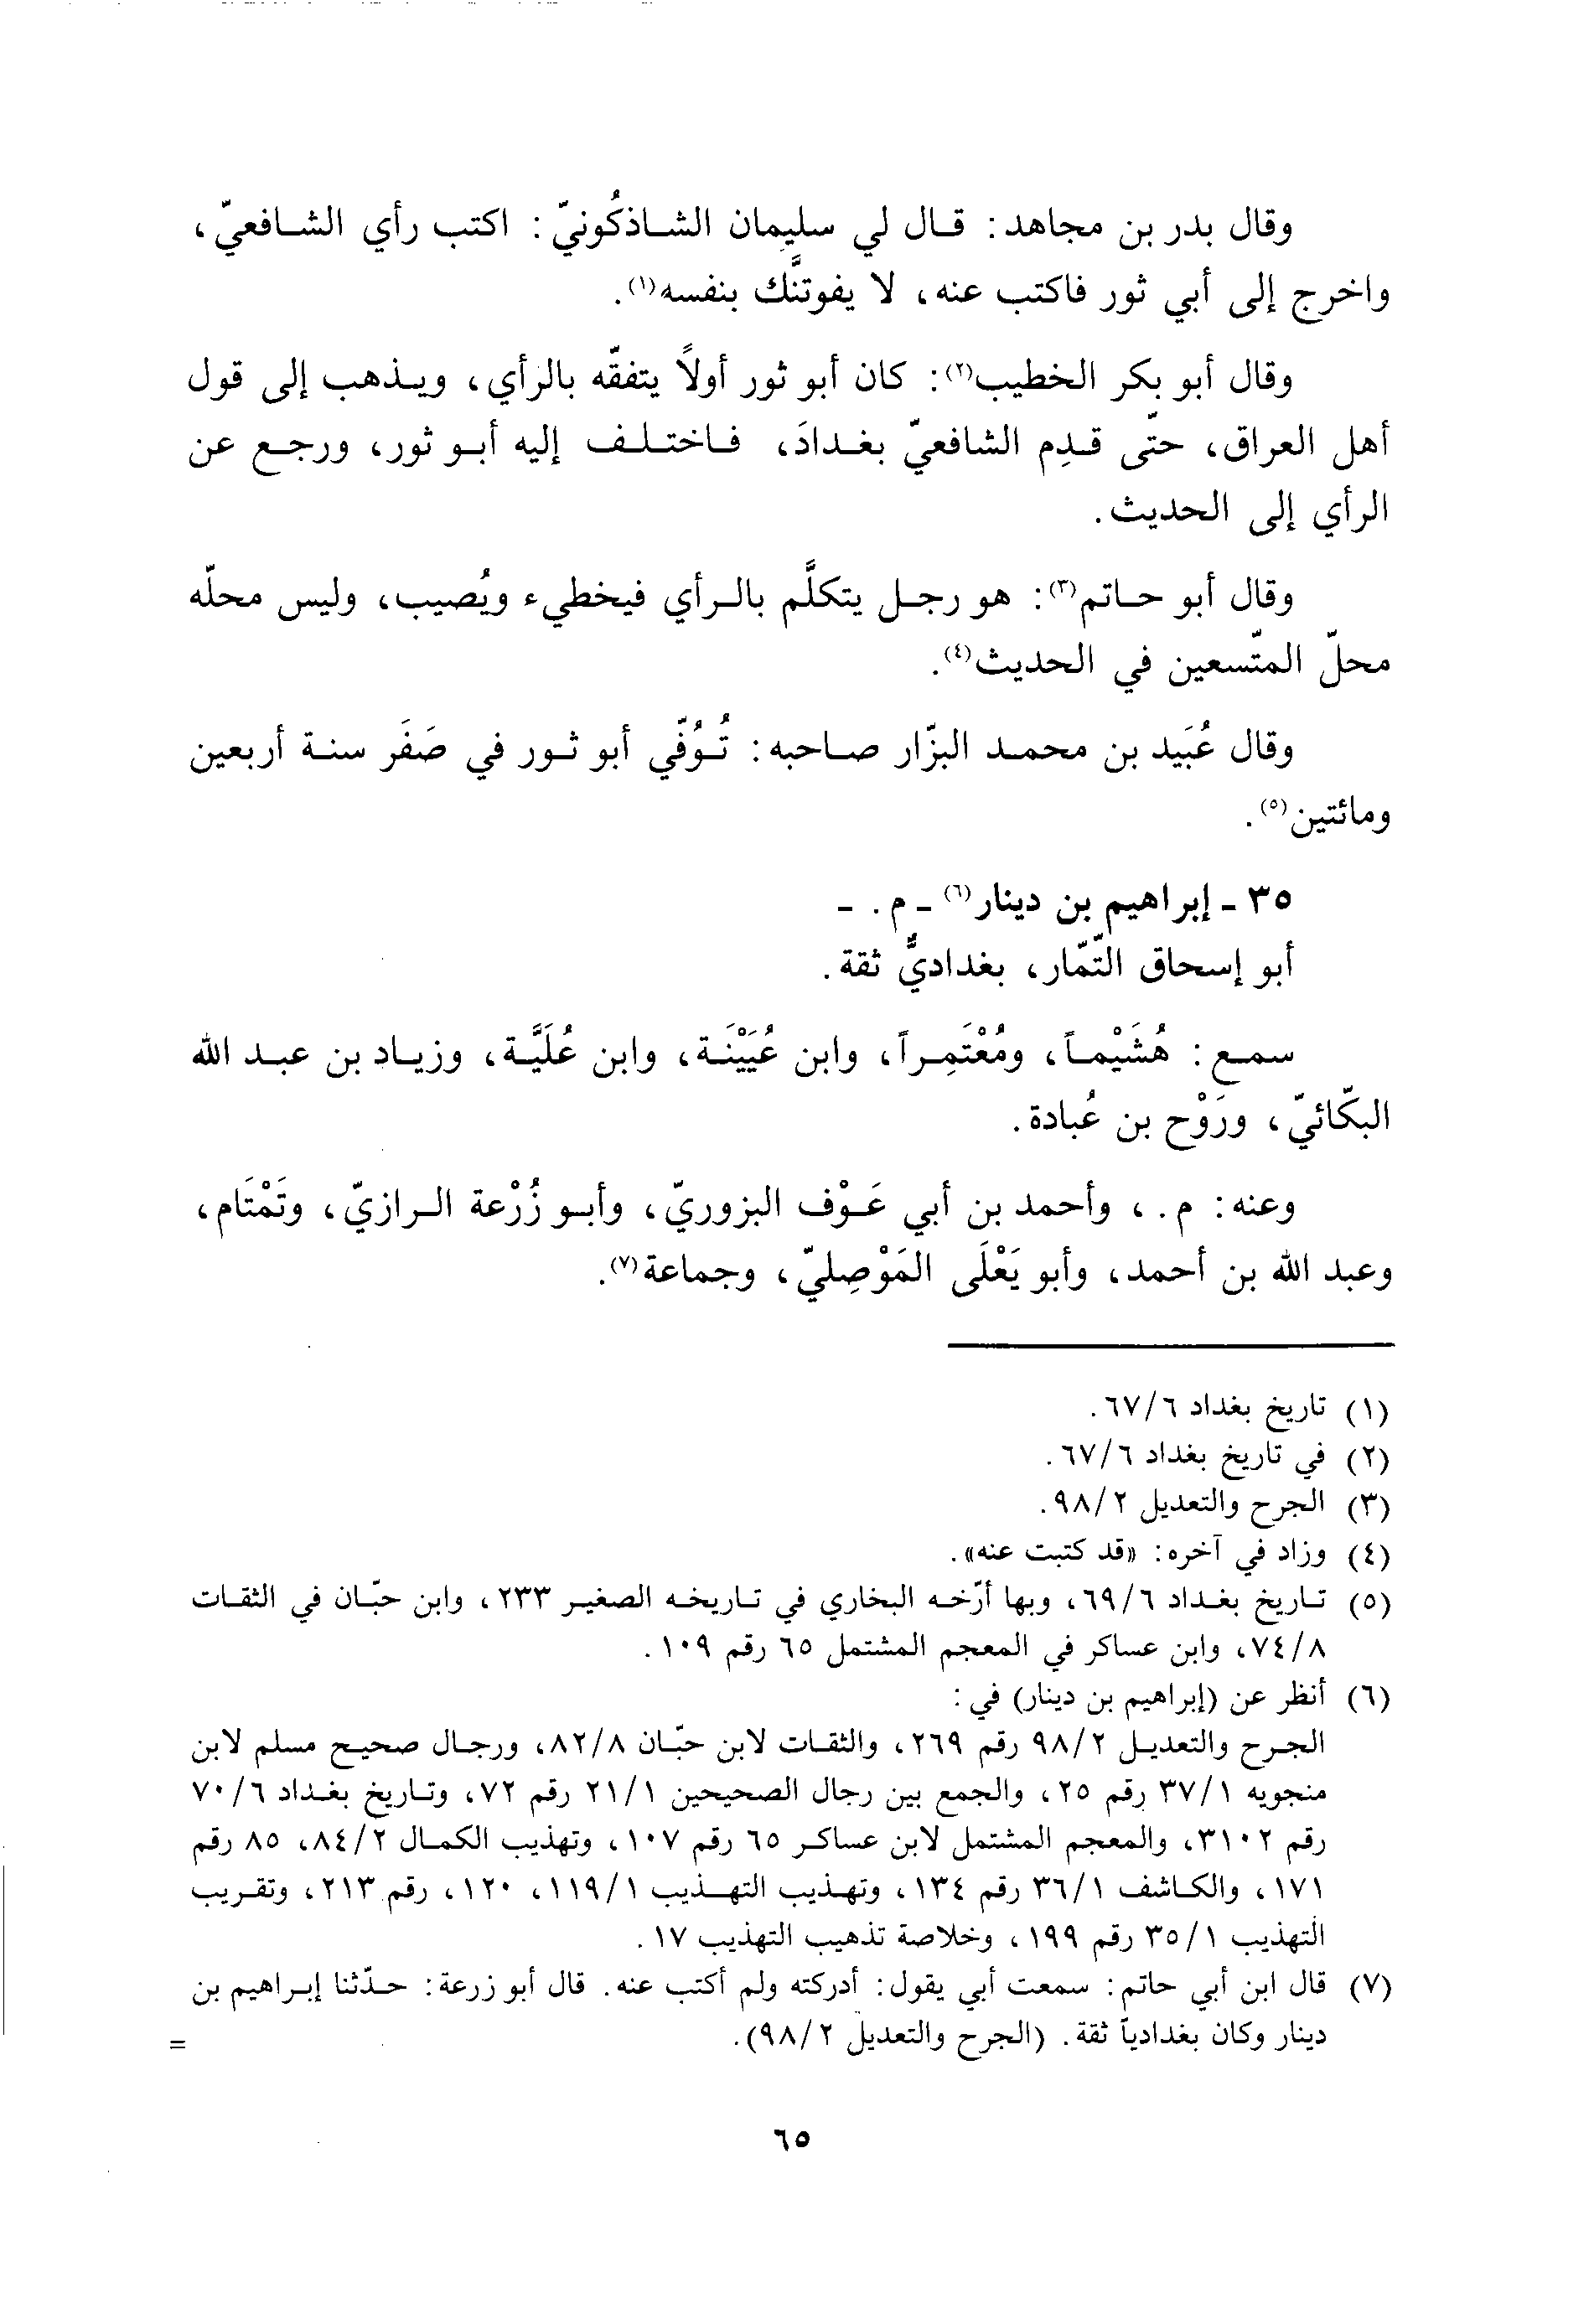 وقال بدر بن مجاهد: قال لي سليمان الشاذكُونيّ: اكتب رأي الشافعيّ،
واخرج إلى أبي ثور فاكتب عنه، لا يفوتنَّك بنفسه(١).
وقال أبو بكر الخطيب(٢): كان أبو ثور أولاً يتفقّه بالرأي، ويذهب إلى قول
أهل العراق، حتّى قدِم الشافعيّ بغدادَ، فاختلف إليه أبو ثور، ورجع عن
الرأي إلى الحديث.
وقال أبو حاتم(٣): هو رجل يتكلَّم بالرأي فيخطيء ويُصيب، وليس محلّه
محلّ المتّسعين في الحديث(٤).
وقال عُبَيد بن محمد البزّار صاحبه: تُوُفّي أبو ثور في صَفَر سنة أربعين
ومائتين(٥).
٣٥ - إبراهيم بن دينار(٦) - م. -
أبو إسحاق التّمّار، بغداديٌّ ثقة.
سمع: هُشَيْماً، ومُعْتَمِراً، وابن عُيَيْنَة، وابن عُلَيَّة، وزياد بن عبد الله
البكّائيّ، ورَوْح بن عُبادة.
وعنه: م.، وأحمد بن أبي عَوْف البزوريّ، وأبو زُرْعة الرازيّ، وتَمْتَام،
وعبد الله بن أحمد، وأبو يَعْلَى المَوْصِليّ، وجماعة(٧).
(١) تاريخ بغداد ٦/٦٧.
(٢) في تاريخ بغداد ٦/٦٧.
(٣) الجرح والتعديل ٢/٩٨.
(٤) وزاد في آخره: «قد كتبت عنه».
(٥) تاريخ بغداد ٦/٦٩، وبها أرّخه البخاري في تاريخه الصغير ٢٣٣، وابن حبّان في الثقات
٨/٧٤، وابن عساكر في المعجم المشتمل ٦٥ رقم ١٠٩.
(٦) أنظر عن (إبراهيم بن دينار) في:
الجرح والتعديل ٢/٩٨ رقم ٢٦٩، والثقات لابن حبّان ٨/٨٢، ورجال صحيح مسلم لابن
منجويه ١/٣٧ رقم ٢٥، والجمع بين رجال الصحيحين ١/٢١ رقم ٧٢، وتاريخ بغداد ٦/٧٠
رقم ٣١٠٢، والمعجم المشتمل لابن عساكر ٦٥ رقم ١٠٧، وتهذيب الكمال ٢/٨٤، ٨٥ رقم
١٧١، والكاشف ١/٣٦ رقم ١٣٤، وتهذيب التهذيب ١/١١٩، ١٢٠، رقم ٢١٣، وتقريب
التهذيب ١/٣٥ رقم ١٩٩، وخلاصة تذهيب التهذيب ١٧.
(٧) قال ابن أبي حاتم: سمعت أبي يقول: أدركته ولم أكتب عنه. قال أبو زرعة: حدّثنا إبراهيم بن
دينار وكان بغدادياً ثقة. (الجرح والتعديل ٢/٩٨).
=
٦٥